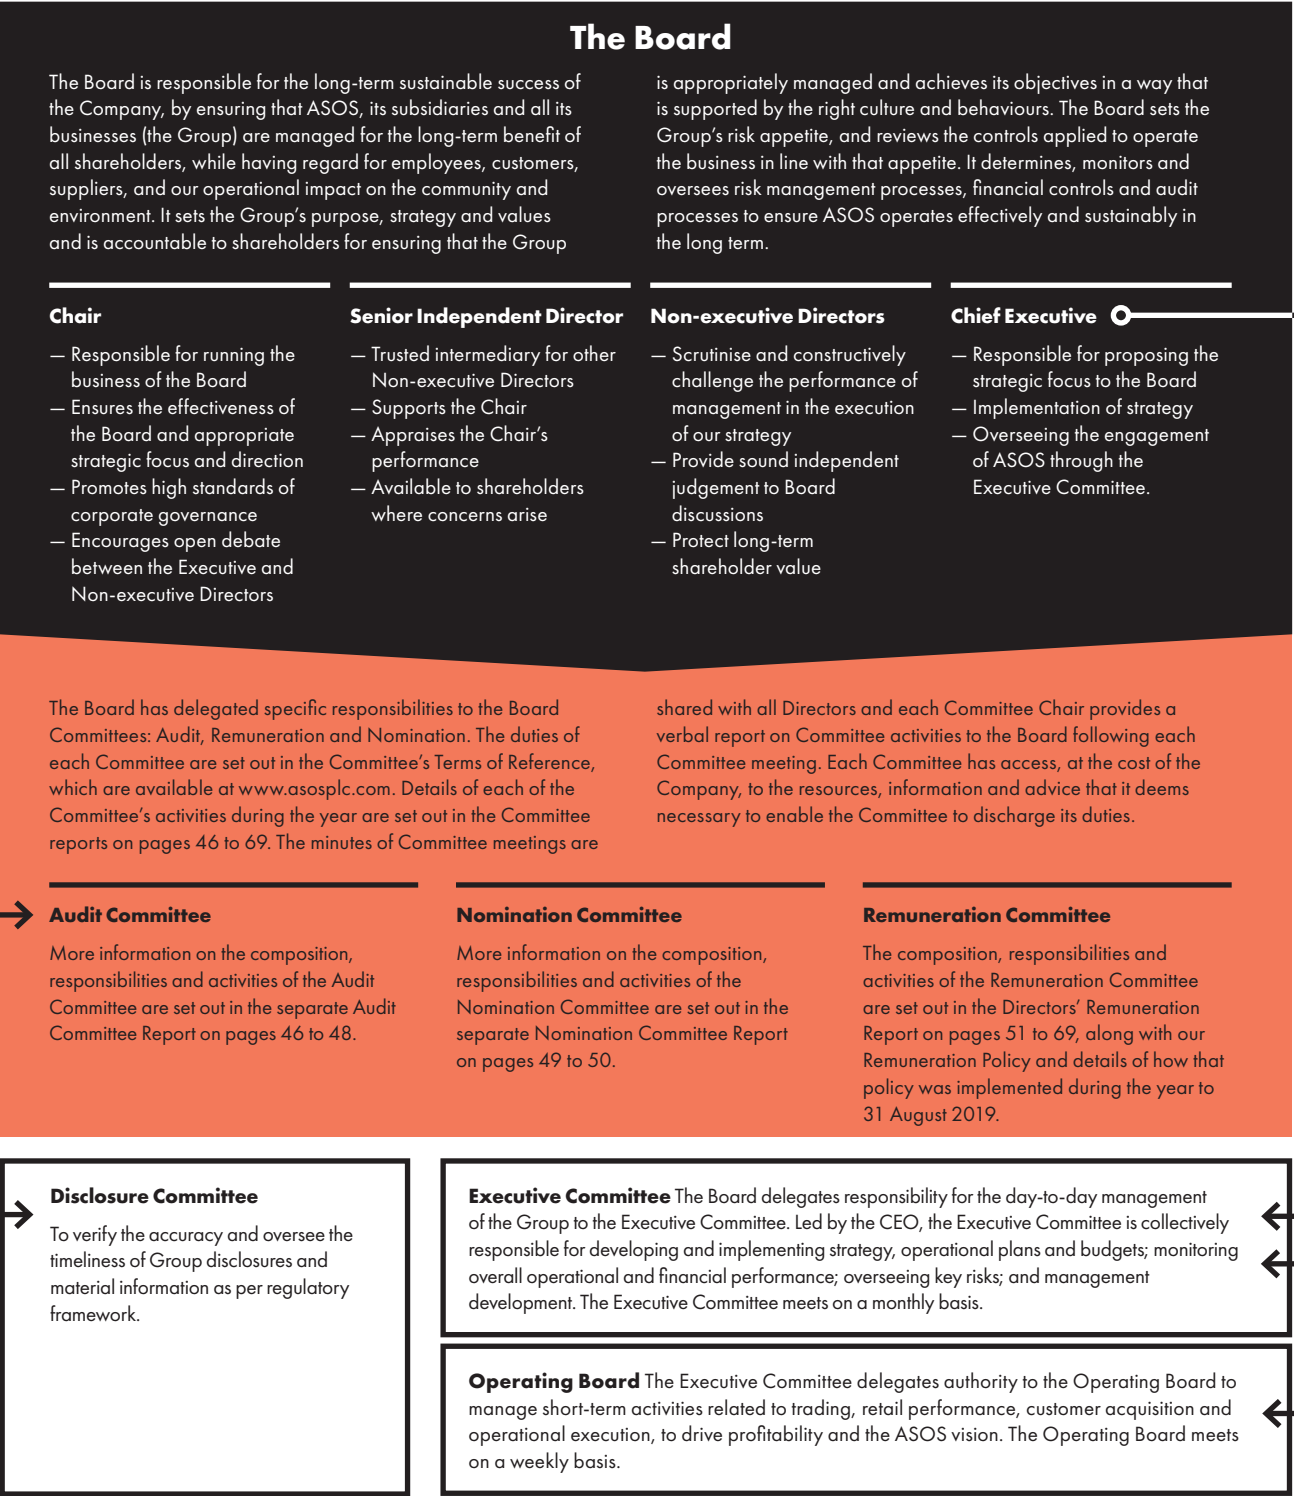 The Board
The Board is responsible for the long-term sustainable success of
the Company, by ensuring that ASOS, its subsidiaries and all its
businesses (the Group) are managed for the long-term benefit of
all shareholders, while having regard for employees, customers,
suppliers, and our operational impact on the community and
environment. It sets the Group's purpose, strategy and values
and is accountable to shareholders for ensuring that the Group
is appropriately managed and achieves its objectives in a way that
is supported by the right culture and behaviours. The Board sets the
Group's risk appetite, and reviews the controls applied to operate
the business in line with that appetite. It determines, monitors and
oversees risk management processes, financial controls and audit
processes to ensure ASOS operates effectively and sustainably in
the long term.
Chair
— Responsible for running the
business of the Board
— Ensures the effectiveness of
the Board and appropriate
strategic focus and direction
— Promotes high standards of
corporate governance
— Encourages open debate
between the Executive and
Non-executive Directors
Senior Independent Director
— Trusted intermediary for other
Non-executive Directors
— Supports the Chair
— Appraises the Chair's
performance
— Available to shareholders
where concerns arise
Non-executive Directors
— Scrutinise and constructively
challenge the performance of
management in the execution
of our strategy
— Provide sound independent
judgement to Board
discussions
— Protect long-term
shareholder value
Chief Executive
— Responsible for proposing the
strategic focus to the Board
— Implementation of strategy
— Overseeing the engagement
of ASOS through the
Executive Committee.
The Board has delegated specific responsibilities to the Board
Committees: Audit, Remuneration and Nomination. The duties of
each Committee are set out in the Committee's Terms of Reference,
which are available at www.asosplc.com. Details of each of the
Committee's activities during the year are set out in the Committee
reports on pages 46 to 69. The minutes of Committee meetings are
shared with all Directors and each Committee Chair provides a
verbal report on Committee activities to the Board following each
Committee meeting. Each Committee has access, at the cost of the
Company, to the resources, information and advice that it deems
necessary to enable the Committee to discharge its duties.
Audit Committee
More information on the composition,
responsibilities and activities of the Audit
Committee are set out in the separate Audit
Committee Report on pages 46 to 48.
Nomination Committee
More information on the composition,
responsibilities and activities of the
Nomination Committee are set out in the
separate Nomination Committee Report
on pages 49 to 50.
Remuneration Committee
The composition, responsibilities and
activities of the Remuneration Committee
are set out in the Directors' Remuneration
Report on pages 51 to 69, along with our
Remuneration Policy and details of how that
policy was implemented during the year to
31 August 2019.
Disclosure Committee
To verify the accuracy and oversee the
timeliness of Group disclosures and
material information as per regulatory
framework.
Executive Committee The Board delegates responsibility for the day-to-day management
of the Group to the Executive Committee. Led by the CEO, the Executive Committee is collectively
responsible for developing and implementing strategy, operational plans and budgets; monitoring
overall operational and financial performance; overseeing key risks; and management
development. The Executive Committee meets on a monthly basis.
Operating Board The Executive Committee delegates authority to the Operating Board to
manage short-term activities related to trading, retail performance, customer acquisition and
operational execution, to drive profitability and the ASOS vision. The Operating Board meets
on a weekly basis.